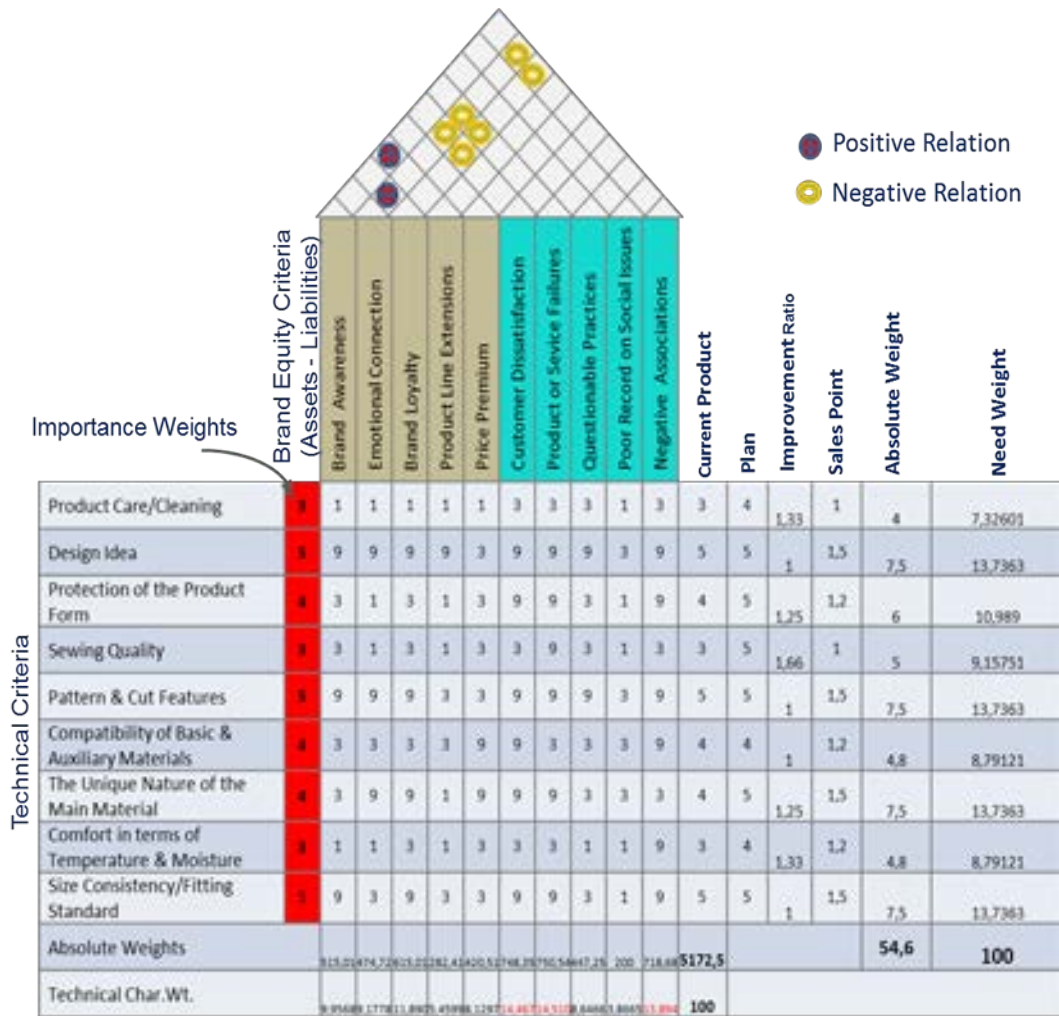 Positive Relation
Negative Relation
Importance Weights
Brand Equity Criteria
(Assets - Liabilities)
Brand Awareness
Emotional Connection
Brand Loyalty
Product Line Extensions
Price Premium
Customer Dissatisfaction
Product or Sevice Failures
Questionable Practices
Poor Record on Social Issues
Negative Associations
Current Product
Plan
Improvement Ratio
Sales Point
Absolute Weight
Need Weight
Technical Criteria
Product Care/Cleaning 3 1 1 1 1 1 3 3 3 1 3 3 4 1,33 1 4 7,32601
Design Idea 5 9 9 9 9 3 9 9 9 3 9 5 5 1 1,5 7,5 13,7363
Protection of the Product
Form 4 3 1 3 1 3 9 9 3 1 9 4 5 1,25 1,2 6 10,989
Sewing Quality 3 3 1 3 1 3 3 9 3 1 3 3 5 1,66 1 5 9,15751
Pattern & Cut Features 5 9 9 9 3 3 9 9 9 3 9 5 5 1 1,5 7,5 13,7363
Compatibility of Basic &
Auxiliary Materials 4 3 3 3 3 9 9 3 3 3 9 4 4 1 1,2 4,8 8,79121
The Unique Nature of the
Main Material 4 3 9 9 1 9 9 9 3 3 3 4 5 1,25 1,5 7,5 13,7363
Comfort in terms of
Temperature & Moisture 3 1 1 3 1 3 3 3 1 1 9 3 4 1,33 1,2 4,8 8,79121
Size Consistency/Fitting
Standard 5 9 3 9 3 3 9 9 3 1 9 5 5 1 1,5 7,5 13,7363
Absolute Weights 200 5172,5 54,6 100
Technical Char.Wt. 100